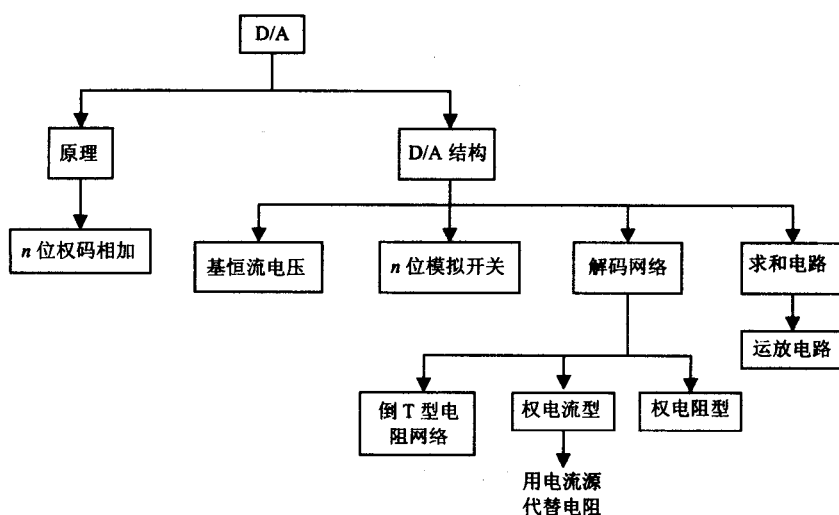 D/A
原理
D/A 结构
n 位权码相加
基恒流电压
n 位模拟开关
解码网络
求和电路
运放电路
倒 T 型电
阻网络
权电流型
权电阻型
用电流源
代替电阻